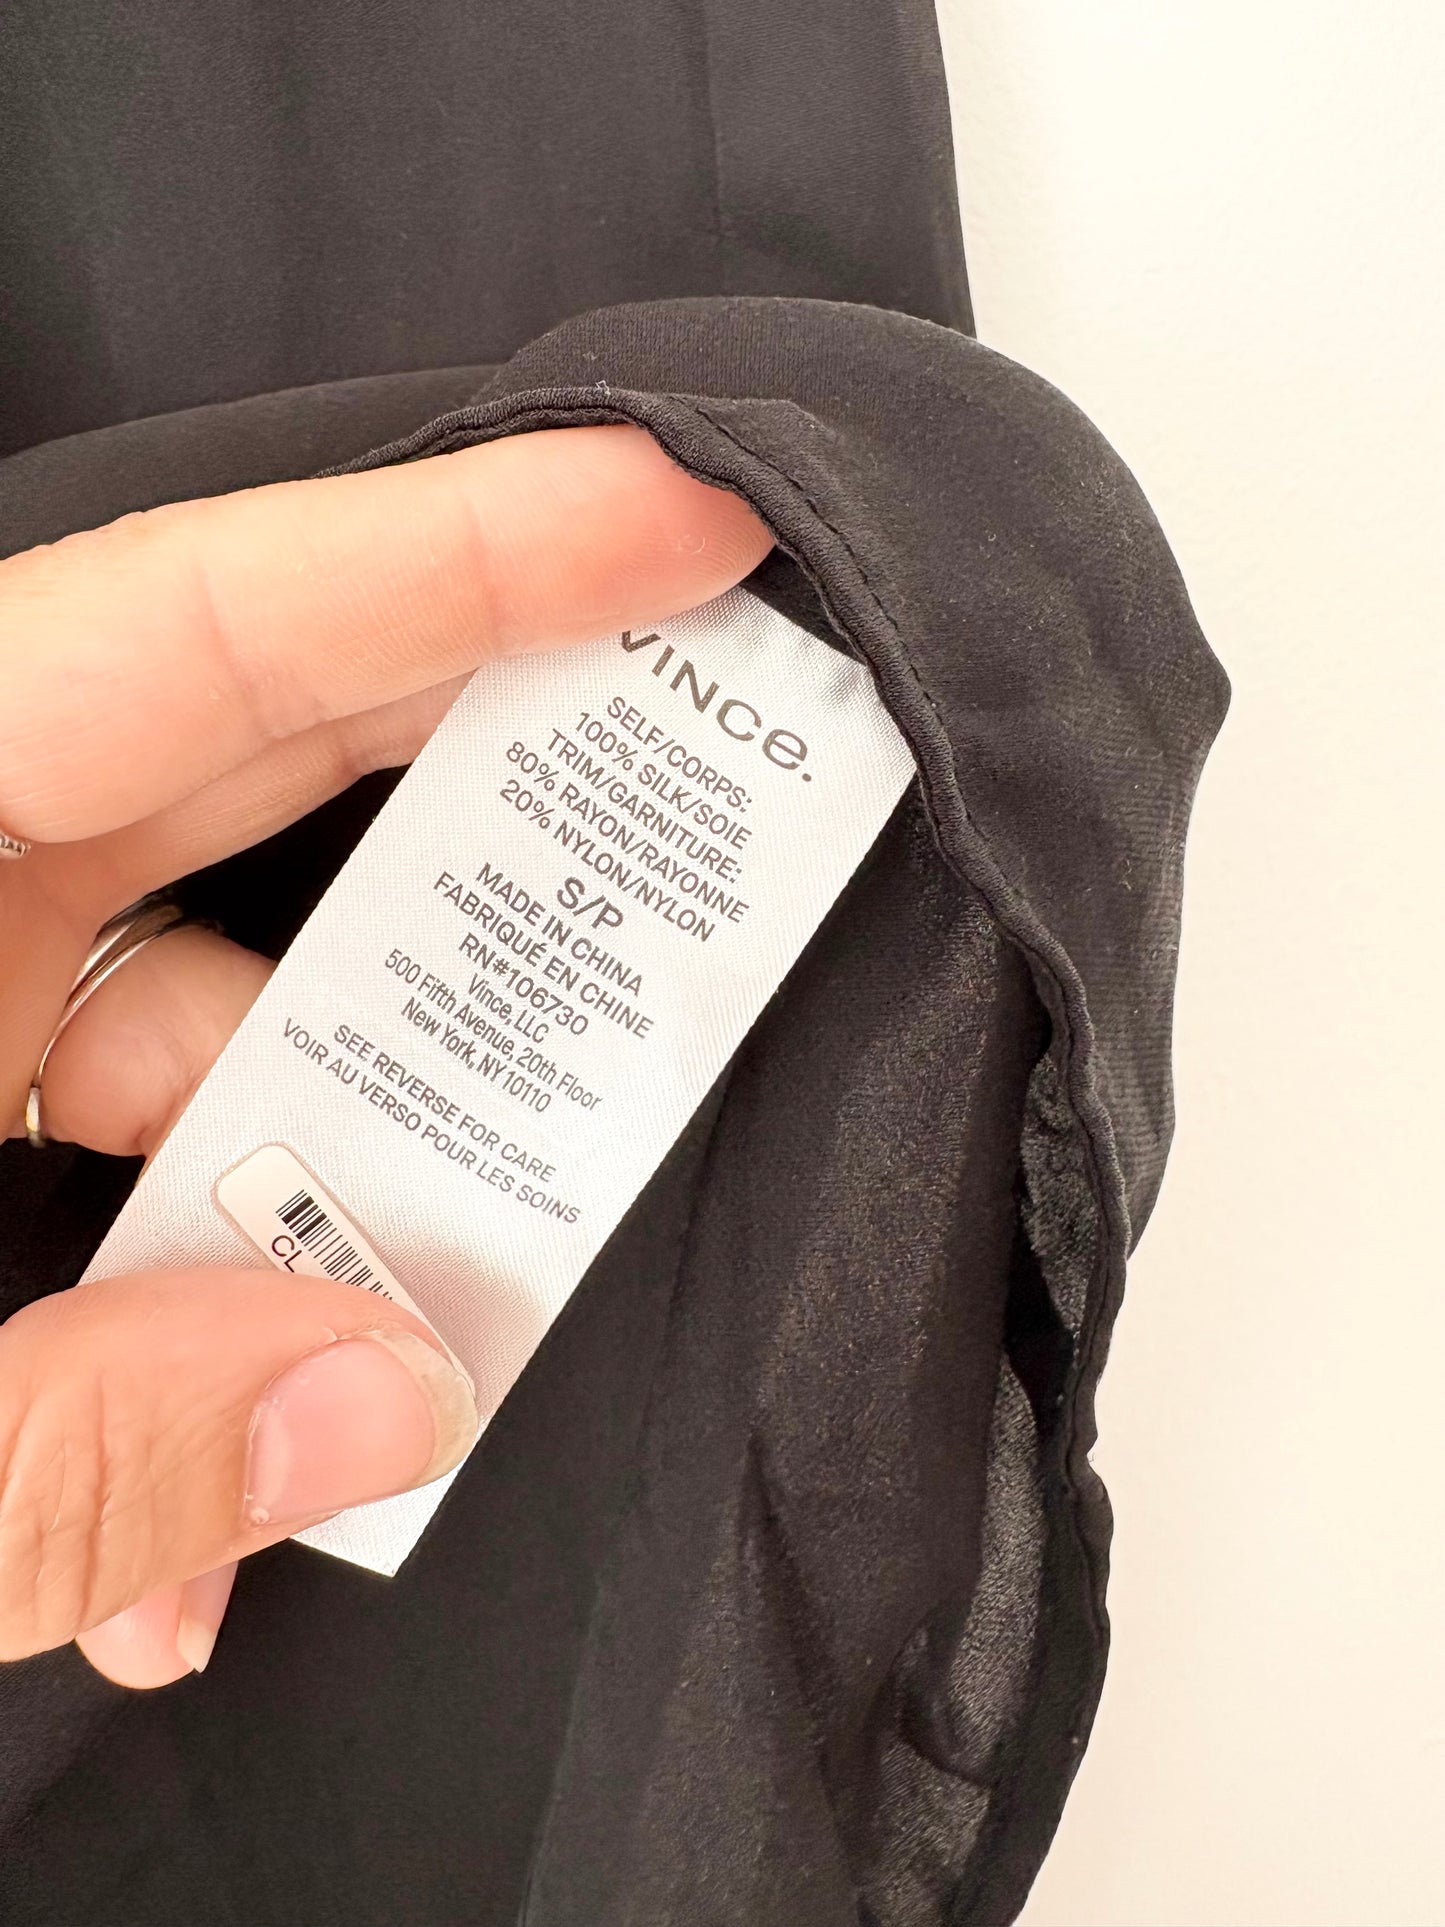 VINCE.
SELF/CORPS:
100% SILK/SOIE
TRIM/GARNITURE:
80% RAYON/RAYONNE
20% NYLON/NYLON
S/P
MADE IN CHINA
FABRIQUÉ EN CHINE
RN#106730
Vince, LLC
500 Fifth Avenue, 20th Floor
New York, NY 10110
SEE REVERSE FOR CARE
VOIR AU VERSO POUR LES SOINS
CL